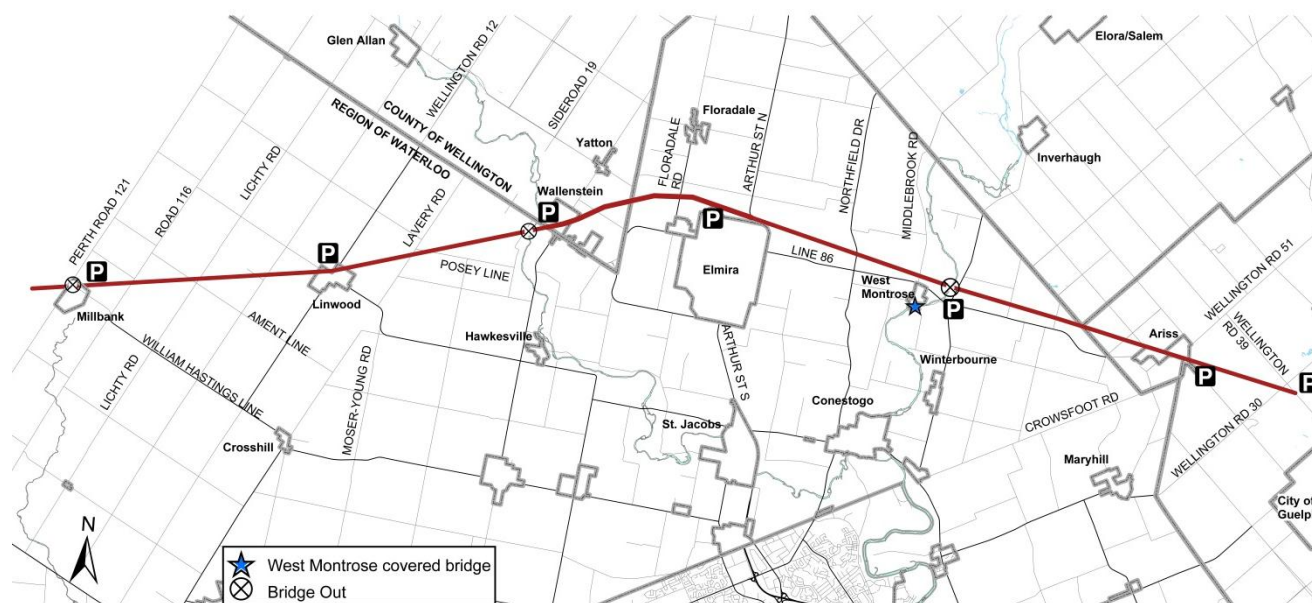 Glen Allan
WELLINGTON RD 12
SIDEROAD 19
COUNTY OF WELLINGTON
REGION OF WATERLOO
Elora/Salem
Floradale
FLORADALE
RD
ARTHUR ST N
NORTHFIELD DR
MIDDLEBROOK RD
Inverhaugh
Yatton
Wallenstein
PERTH ROAD 121
ROAD 116
LICHTY RD
LAVERY RD
P
P
P
P
P
P
P
POSEY LINE
Elmira
LINE 86
West
Montrose
WELLINGTON RD 51
WELLINGTON
RD 39
Millbank
Linwood
AMENT LINE
WILLIAM HASTINGS LINE
LICHTY RD
MOSER-YOUNG RD
Hawkesville
ARTHUR ST S
Winterbourne
Ariss
Conestogo
CROWSFOOT RD
WELLINGTON RD 30
St. Jacobs
Crosshill
Maryhill
City of
Guelph
N
West Montrose covered bridge
Bridge Out